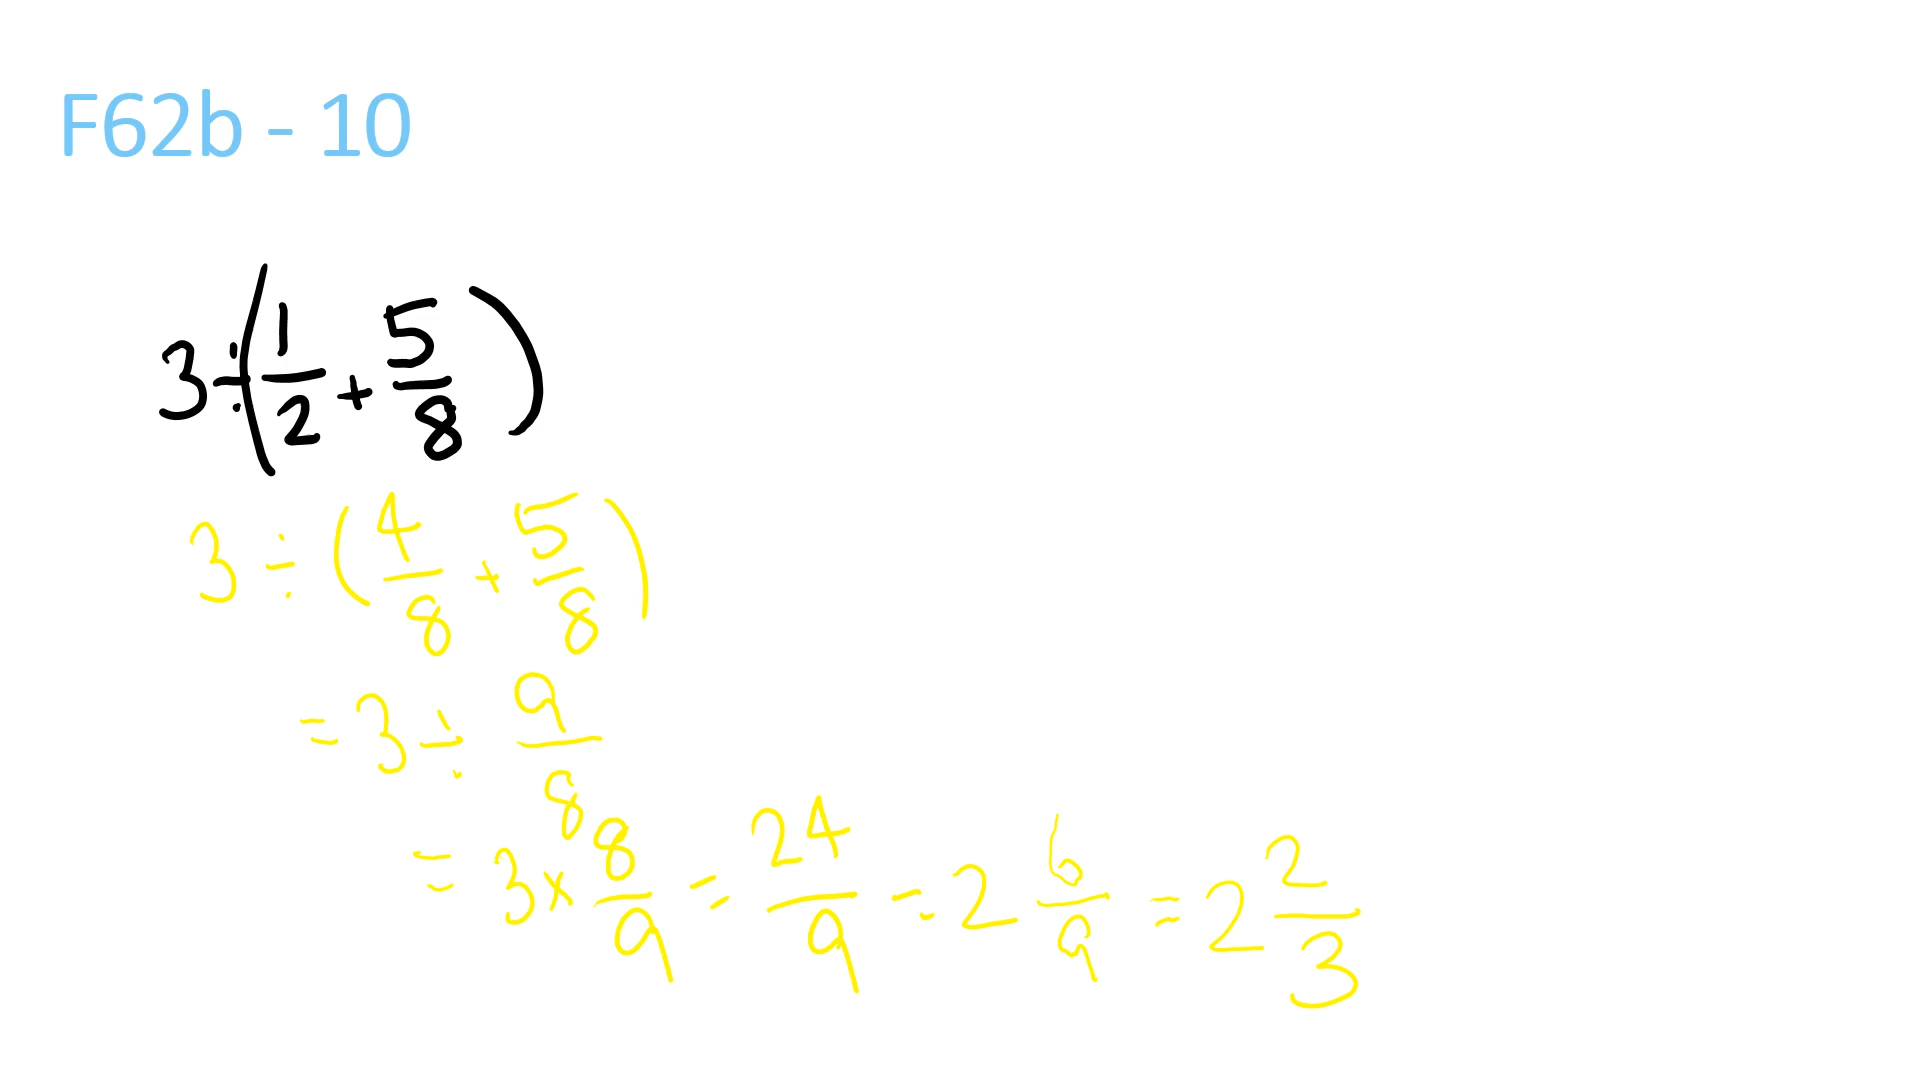 F62b - 10
3÷(1/2 + 5/8)
3 ÷ (4/8 + 5/8)
= 3 ÷ 9/8
= 3 × 8/9 = 24/9 = 2 6/9 = 2 2/3